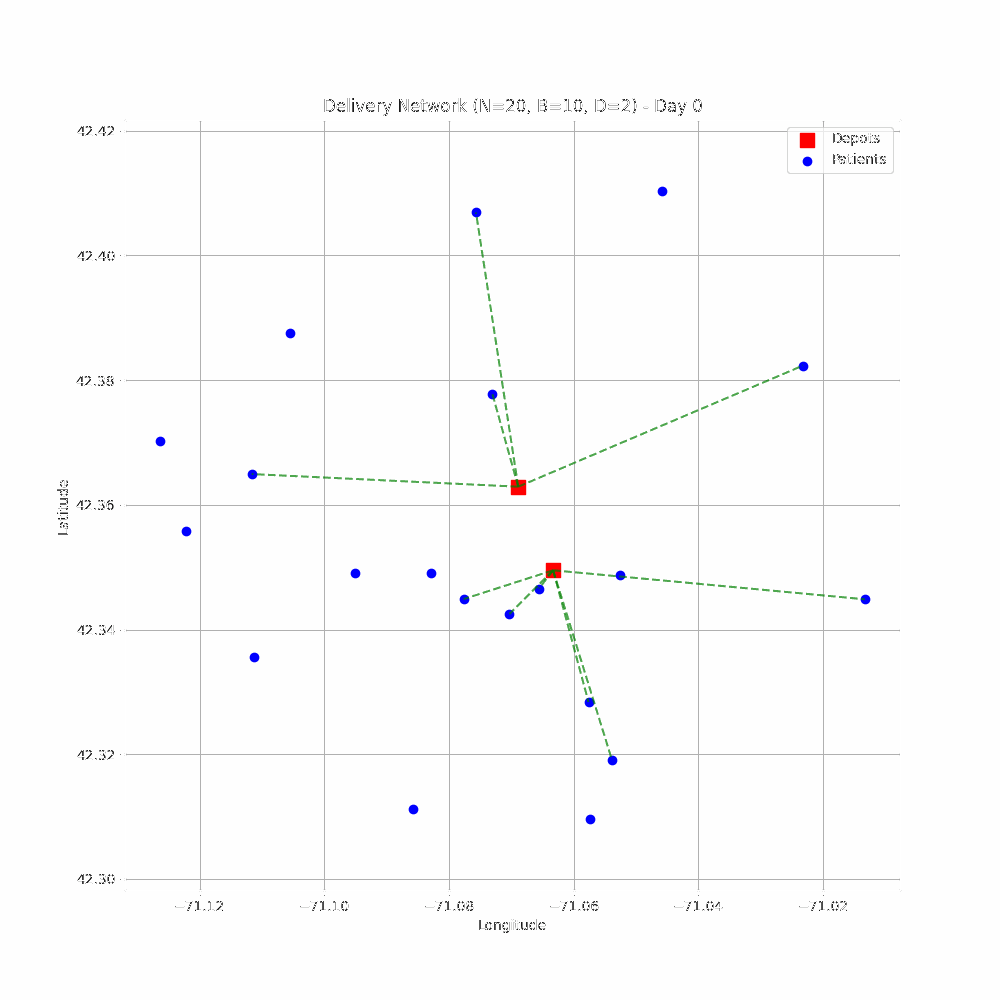 Delivery Network (N=20, B=10, D=2) - Day 0
Depots
Patients
42.42
42.40
42.38
42.36
42.34
42.32
42.30
Latitude
−71.12 −71.10 −71.08 −71.06 −71.04 −71.02
Longitude